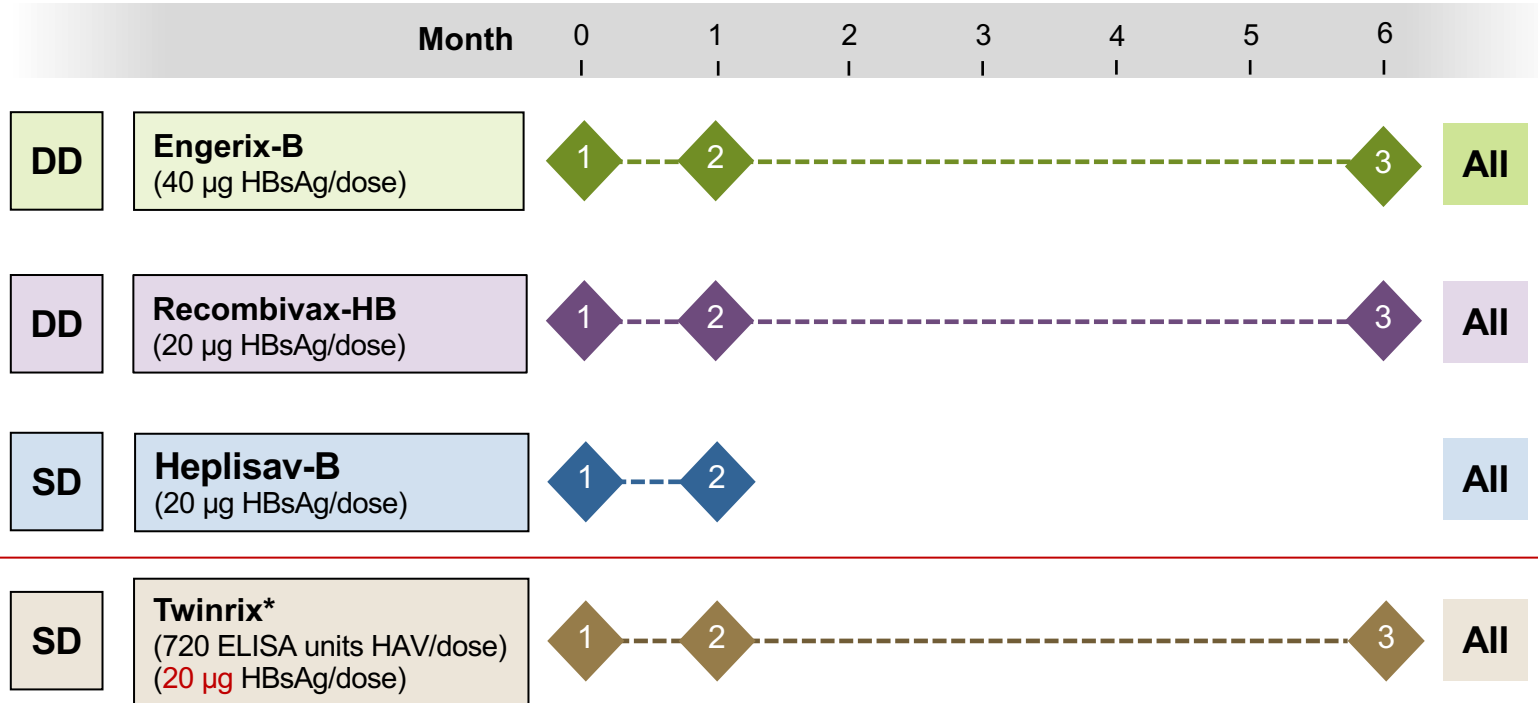 Month 0 1 2 3 4 5 6
DD
Engerix-B
(40 µg HBsAg/dose)
1 2 3
All
DD
Recombivax-HB
(20 µg HBsAg/dose)
1 2 3
All
SD
Heplisav-B
(20 µg HBsAg/dose)
1 2
All
SD
Twinrix*
(720 ELISA units HAV/dose)
(20 µg HBsAg/dose)
1 2 3
All